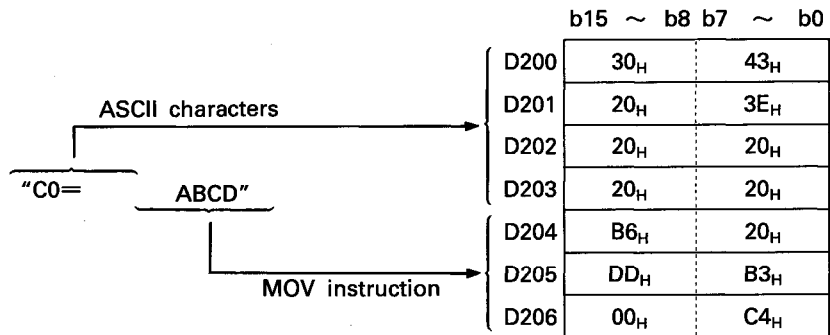 b15 ~ b8 b7 ~ b0
D200 30H 43H
ASCII characters
D201 20H 3EH
D202 20H 20H
"C0=
D203 20H 20H
ABCD"
D204 B6H 20H
D205 DDH B3H
MOV instruction
D206 00H C4H